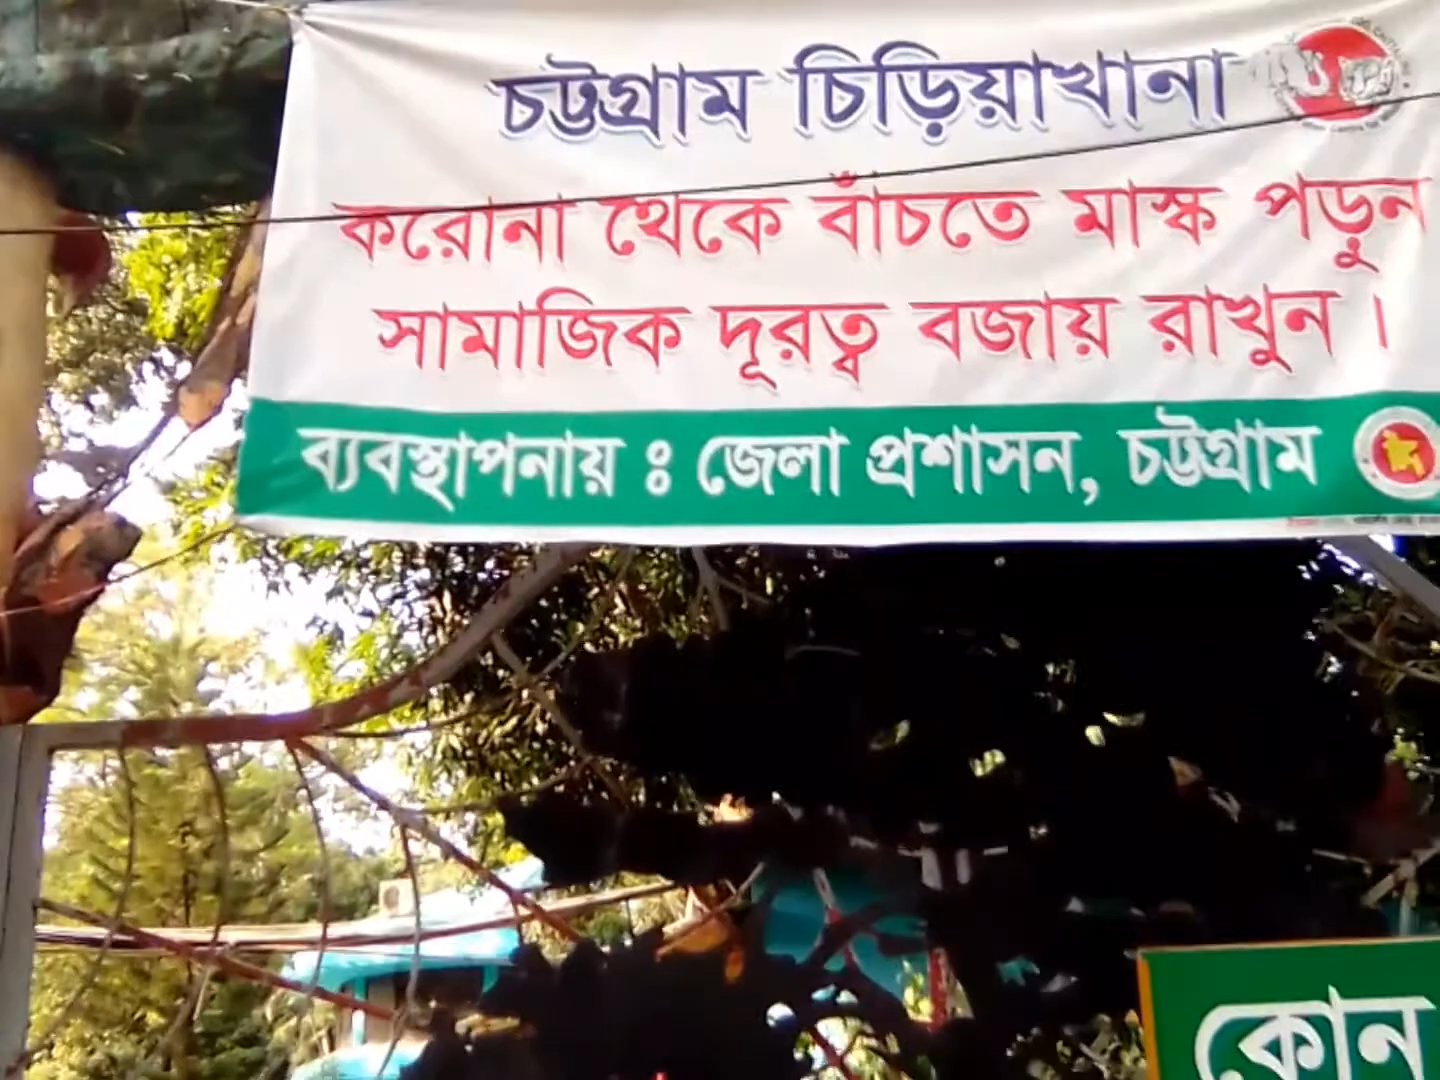 চট্টগ্রাম চিড়িয়াখানা
করোনা থেকে বাঁচতে মাস্ক পড়ুন
সামাজিক দূরত্ব বজায় রাখুন।
ব্যবস্থাপনায় ঃ জেলা প্রশাসন, চট্টগ্রাম
কোন